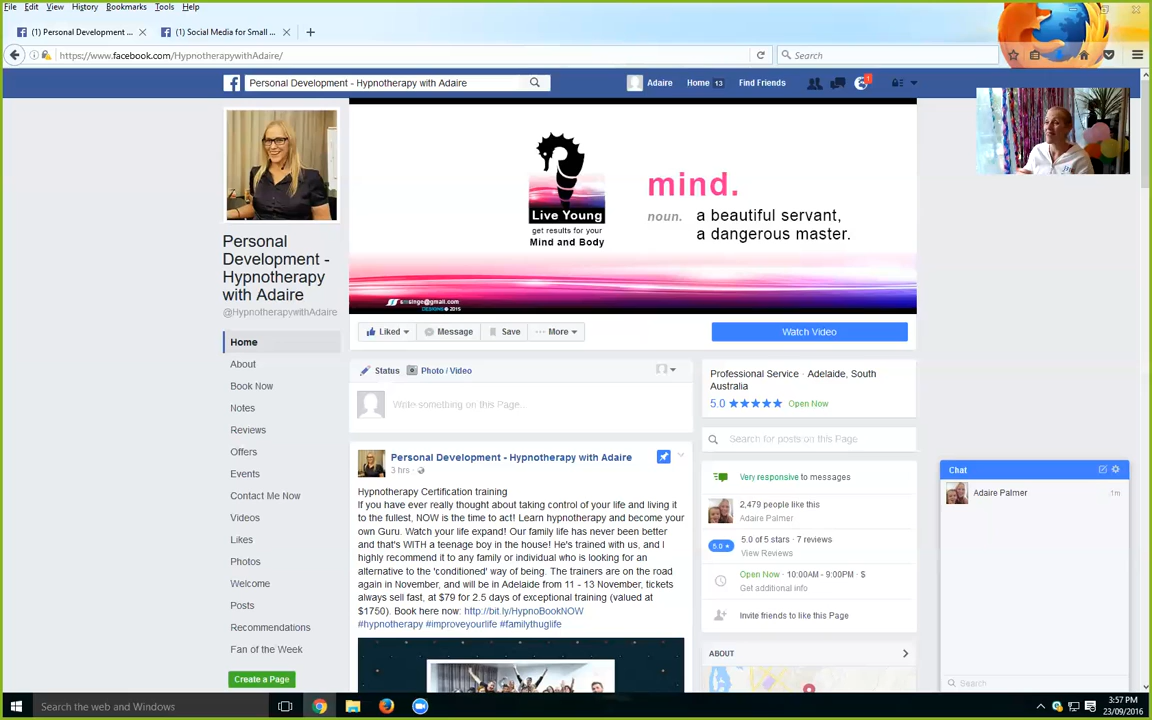 File Edit View History Bookmarks Tools Help
(1) Personal Development ...
(1) Social Media for Small ...
https://www.facebook.com/HypnotherapywithAdaire/
Search
Personal Development - Hypnotherapy with Adaire
Adaire
Home 13
Find Friends
1
mind.
noun. a beautiful servant,
a dangerous master.
Live Young
get results for your
Mind and Body
Personal
Development -
Hypnotherapy
with Adaire
@HypnotherapywithAdaire
Liked
Message
Save
More
Watch Video
Home
About
Book Now
Notes
Reviews
Offers
Events
Contact Me Now
Videos
Likes
Photos
Welcome
Posts
Recommendations
Fan of the Week
Create a Page
Status
Photo / Video
Write something on this Page...
Personal Development - Hypnotherapy with Adaire
3 hrs
Hypnotherapy Certification training
If you have ever really thought about taking control of your life and living it
to the fullest, NOW is the time to act! Learn hypnotherapy and become your
own Guru. Watch your life expand! Our family life has never been better
and that's WITH a teenage boy in the house! He's trained with us, and I
highly recommend it to any family or individual who is looking for an
alternative to the 'conditioned' way of being. The trainers are on the road
again in November, and will be in Adelaide from 11 - 13 November, tickets
always sell fast, at $79 for 2.5 days of exceptional training (valued at
$1750). Book here now: http://bit.ly/HypnoBookNOW
#hypnotherapy #improveyourlife #familythuglife
Professional Service · Adelaide, South
Australia
5.0 ★★★★★ Open Now
Search for posts on this Page
Very responsive to messages
2,479 people like this
Adaire Palmer
5.0 ★
5.0 of 5 stars · 7 reviews
View Reviews
Open Now · 10:00AM - 9:00PM · $
Get additional info
Invite friends to like this Page
ABOUT
Chat
Adaire Palmer 1m
Search
Search the web and Windows
3:57 PM
23/09/2016